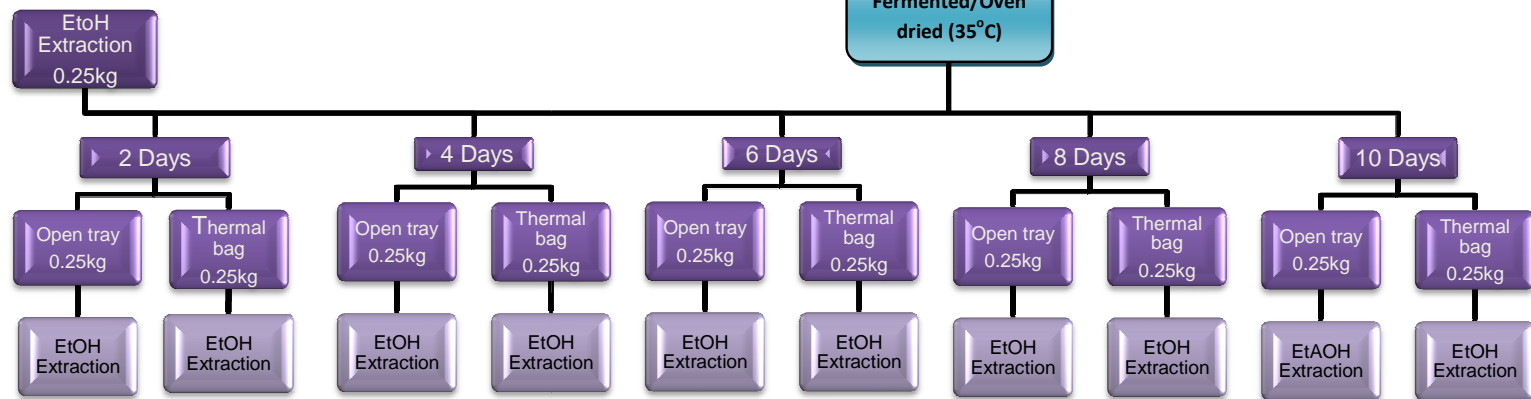 Fermented/Oven
dried (35°C)
EtoH
Extraction
0.25kg
2 Days
4 Days
6 Days
8 Days
10 Days
Open tray
0.25kg
Thermal
bag
0.25kg
Open tray
0.25kg
Thermal
bag
0.25kg
Open tray
0.25kg
Thermal
bag
0.25kg
Open tray
0.25kg
Thermal
bag
0.25kg
Open tray
0.25kg
Thermal
bag
0.25kg
EtOH
Extraction
EtOH
Extraction
EtOH
Extraction
EtOH
Extraction
EtOH
Extraction
EtOH
Extraction
EtOH
Extraction
EtOH
Extraction
EtAOH
Extraction
EtOH
Extraction